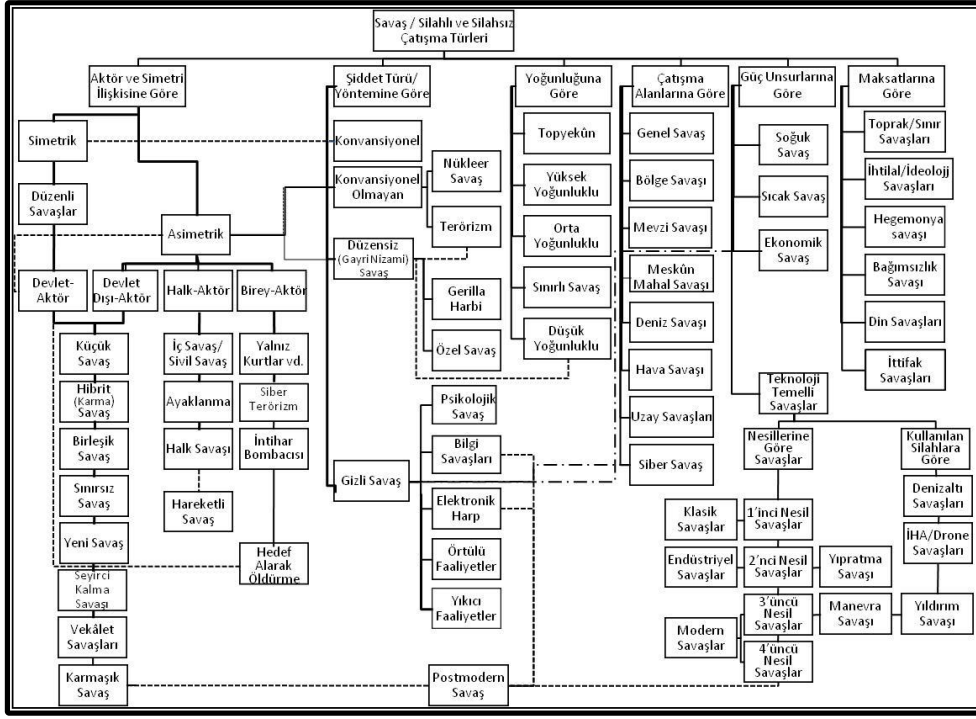 Savaş / Silahlı ve Silahsız
Çatışma Türleri
Aktör ve Simetri
İlişkisine Göre
Şiddet Türü/
Yöntemine Göre
Yoğunluğuna
Göre
Çatışma
Alanlarına Göre
Güç Unsurlarına
Göre
Maksatlarına
Göre
Simetrik
Düzenli
Savaşlar
Asimetrik
Devlet-
Aktör
Devlet
Dışı-Aktör
Halk-Aktör
Birey-Aktör
Küçük
Savaş
Hibrit
(Karma)
Savaş
Birleşik
Savaş
Sınırsız
Savaş
Yeni Savaş
Seyirci
Kalma
Savaşı
Vekâlet
Savaşları
Karmaşık
Savaş
İç Savaş/
Sivil Savaş
Ayaklanma
Halk Savaşı
Hareketli
Savaş
Yalnız
Kurtlar vd.
Siber
Terörizm
İntihar
Bombacısı
Hedef
Alarak
Öldürme
Konvansiyonel
Konvansiyonel
Olmayan
Nükleer
Savaş
Terörizm
Düzensiz
(Gayri Nizami)
Savaş
Gerilla
Harbi
Özel Savaş
Gizli Savaş
Psikolojik
Savaş
Bilgi
Savaşları
Elektronik
Harp
Örtülü
Faaliyetler
Yıkıcı
Faaliyetler
Postmodern
Savaş
Topyekûn
Yüksek
Yoğunluklu
Orta
Yoğunluklu
Sınırlı Savaş
Düşük
Yoğunluklu
Genel Savaş
Bölge Savaşı
Mevzi Savaşı
Meskûn
Mahal Savaşı
Deniz Savaşı
Hava Savaşı
Uzay Savaşları
Siber Savaş
Soğuk
Savaş
Sıcak Savaş
Ekonomik
Savaş
Teknoloji
Temelli
Savaşlar
Nesillerine
Göre
Savaşlar
Kullanılan
Silahlara
Göre
Klasik
Savaşlar
1'inci Nesil
Savaşlar
Endüstriyel
Savaşlar
2'nci Nesil
Savaşlar
Yıpratma
Savaşı
Modern
Savaşlar
3'üncü
Nesil
Savaşlar
Manevra
Savaşı
Yıldırım
Savaşı
4'üncü
Nesil
Savaşlar
Denizaltı
Savaşları
İHA/Drone
Savaşları
Toprak/Sınır
Savaşları
İhtilal/İdeolojj
Savaşları
Hegemonya
savaşı
Bağımsızlık
Savaşı
Din Savaşları
İttifak
Savaşları